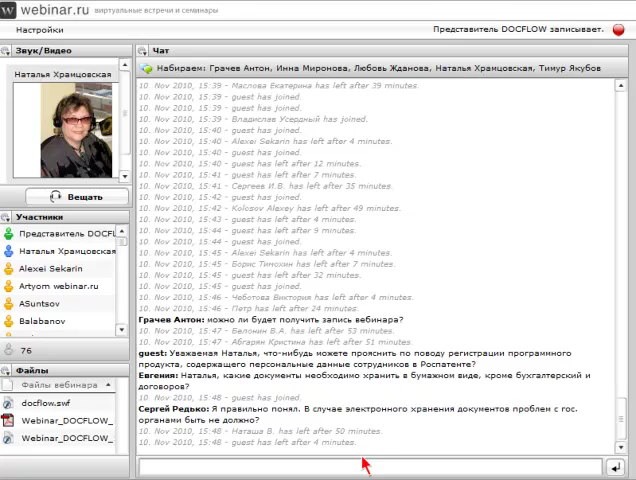 w webinar.ru виртуальные встречи и семинары
Настройки
Представитель DOCFLOW записывает.
Звук/Видео
Наталья Храмцовская
Вещать
Участники
Представитель DOCFL
Наталья Храмцовская
Alexei Sekarin
Artyom webinar.ru
ASuntsov
Balabanov
76
Файлы
Файлы вебинара
docflow.swf
Webinar_DOCFLOW_
Webinar_DOCFLOW_
Чат
Набираем: Грачев Антон, Инна Миронова, Любовь Жданова, Наталья Храмцовская, Тимур Якубов
10. Nov 2010, 15:39 - Маслова Екатерина has left after 39 minutes.
10. Nov 2010, 15:39 - guest has joined.
10. Nov 2010, 15:39 - guest has joined.
10. Nov 2010, 15:39 - Владислав Усердный has joined.
10. Nov 2010, 15:40 - guest has joined.
10. Nov 2010, 15:40 - Alexei Sekarin has left after 4 minutes.
10. Nov 2010, 15:40 - guest has joined.
10. Nov 2010, 15:40 - guest has left after 12 minutes.
10. Nov 2010, 15:41 - guest has left after 7 minutes.
10. Nov 2010, 15:41 - Сергеев И.В. has left after 35 minutes.
10. Nov 2010, 15:42 - guest has joined.
10. Nov 2010, 15:42 - Kolosov Alexey has left after 49 minutes.
10. Nov 2010, 15:43 - guest has left after 4 minutes.
10. Nov 2010, 15:44 - guest has left after 9 minutes.
10. Nov 2010, 15:44 - guest has joined.
10. Nov 2010, 15:45 - Alexei Sekarin has left after 4 minutes.
10. Nov 2010, 15:45 - Борис Тинохин has left after 7 minutes.
10. Nov 2010, 15:45 - guest has left after 32 minutes.
10. Nov 2010, 15:45 - guest has joined.
10. Nov 2010, 15:46 - Чеботова Виктория has left after 4 minutes.
10. Nov 2010, 15:46 - Петр has left after 24 minutes.
Грачев Антон: можно ли будет получить запись вебинара?
10. Nov 2010, 15:47 - Белонин В.А. has left after 53 minutes.
10. Nov 2010, 15:47 - Абгарян Кристина has left after 51 minutes.
guest: Уважаемая Наталья, что-нибудь можете прояснить по поводу регистрации программного
продукта, содержащего персональные данные сотрудников в Роспатенте?
Евгения: Наталья, какие документы необходимо хранить в бумажном виде, кроме бухгалтерский и
договоров?
10. Nov 2010, 15:48 - guest has joined.
Сергей Редько: Я правильно понял. В случае электронного хранения документов проблем с гос.
органами быть не должно?
10. Nov 2010, 15:48 - Наташа В. has left after 50 minutes.
10. Nov 2010, 15:48 - guest has left after 4 minutes.